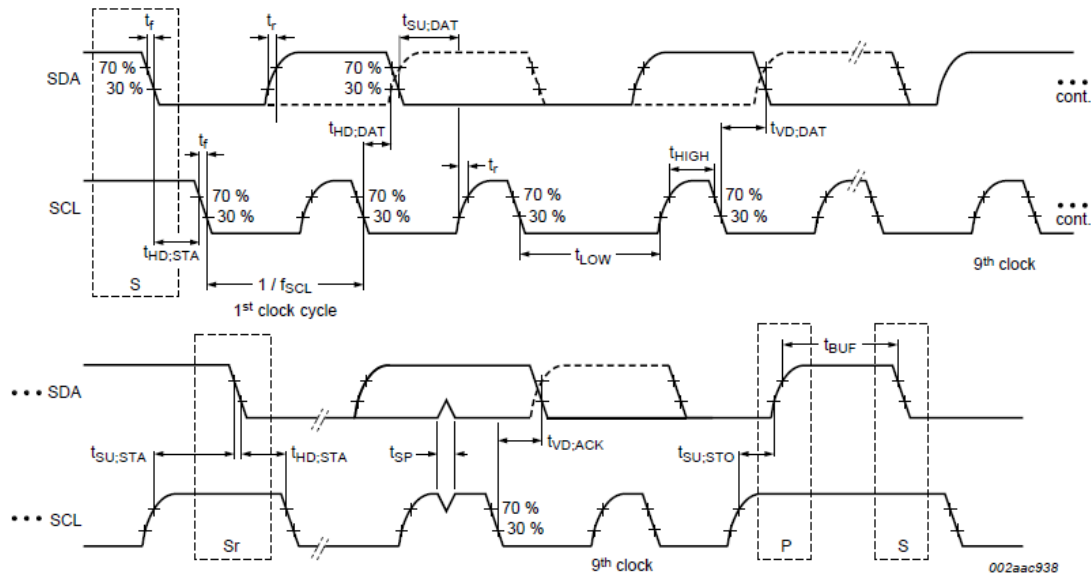 t_f t_r t_SU;DAT
SDA 70 % 30 % 70 % 30 % ••• cont.
t_HD;DAT t_VD;DAT
t_f t_r t_HIGH
SCL 70 % 30 % 70 % 30 % 70 % 30 % ••• cont.
t_HD;STA t_LOW
S 1 / f_SCL 9th clock
1st clock cycle
t_BUF
••• SDA
t_SU;STA t_HD;STA t_SP t_VD;ACK t_SU;STO
••• SCL 70 % 30 %
Sr 9th clock P S
002aac938